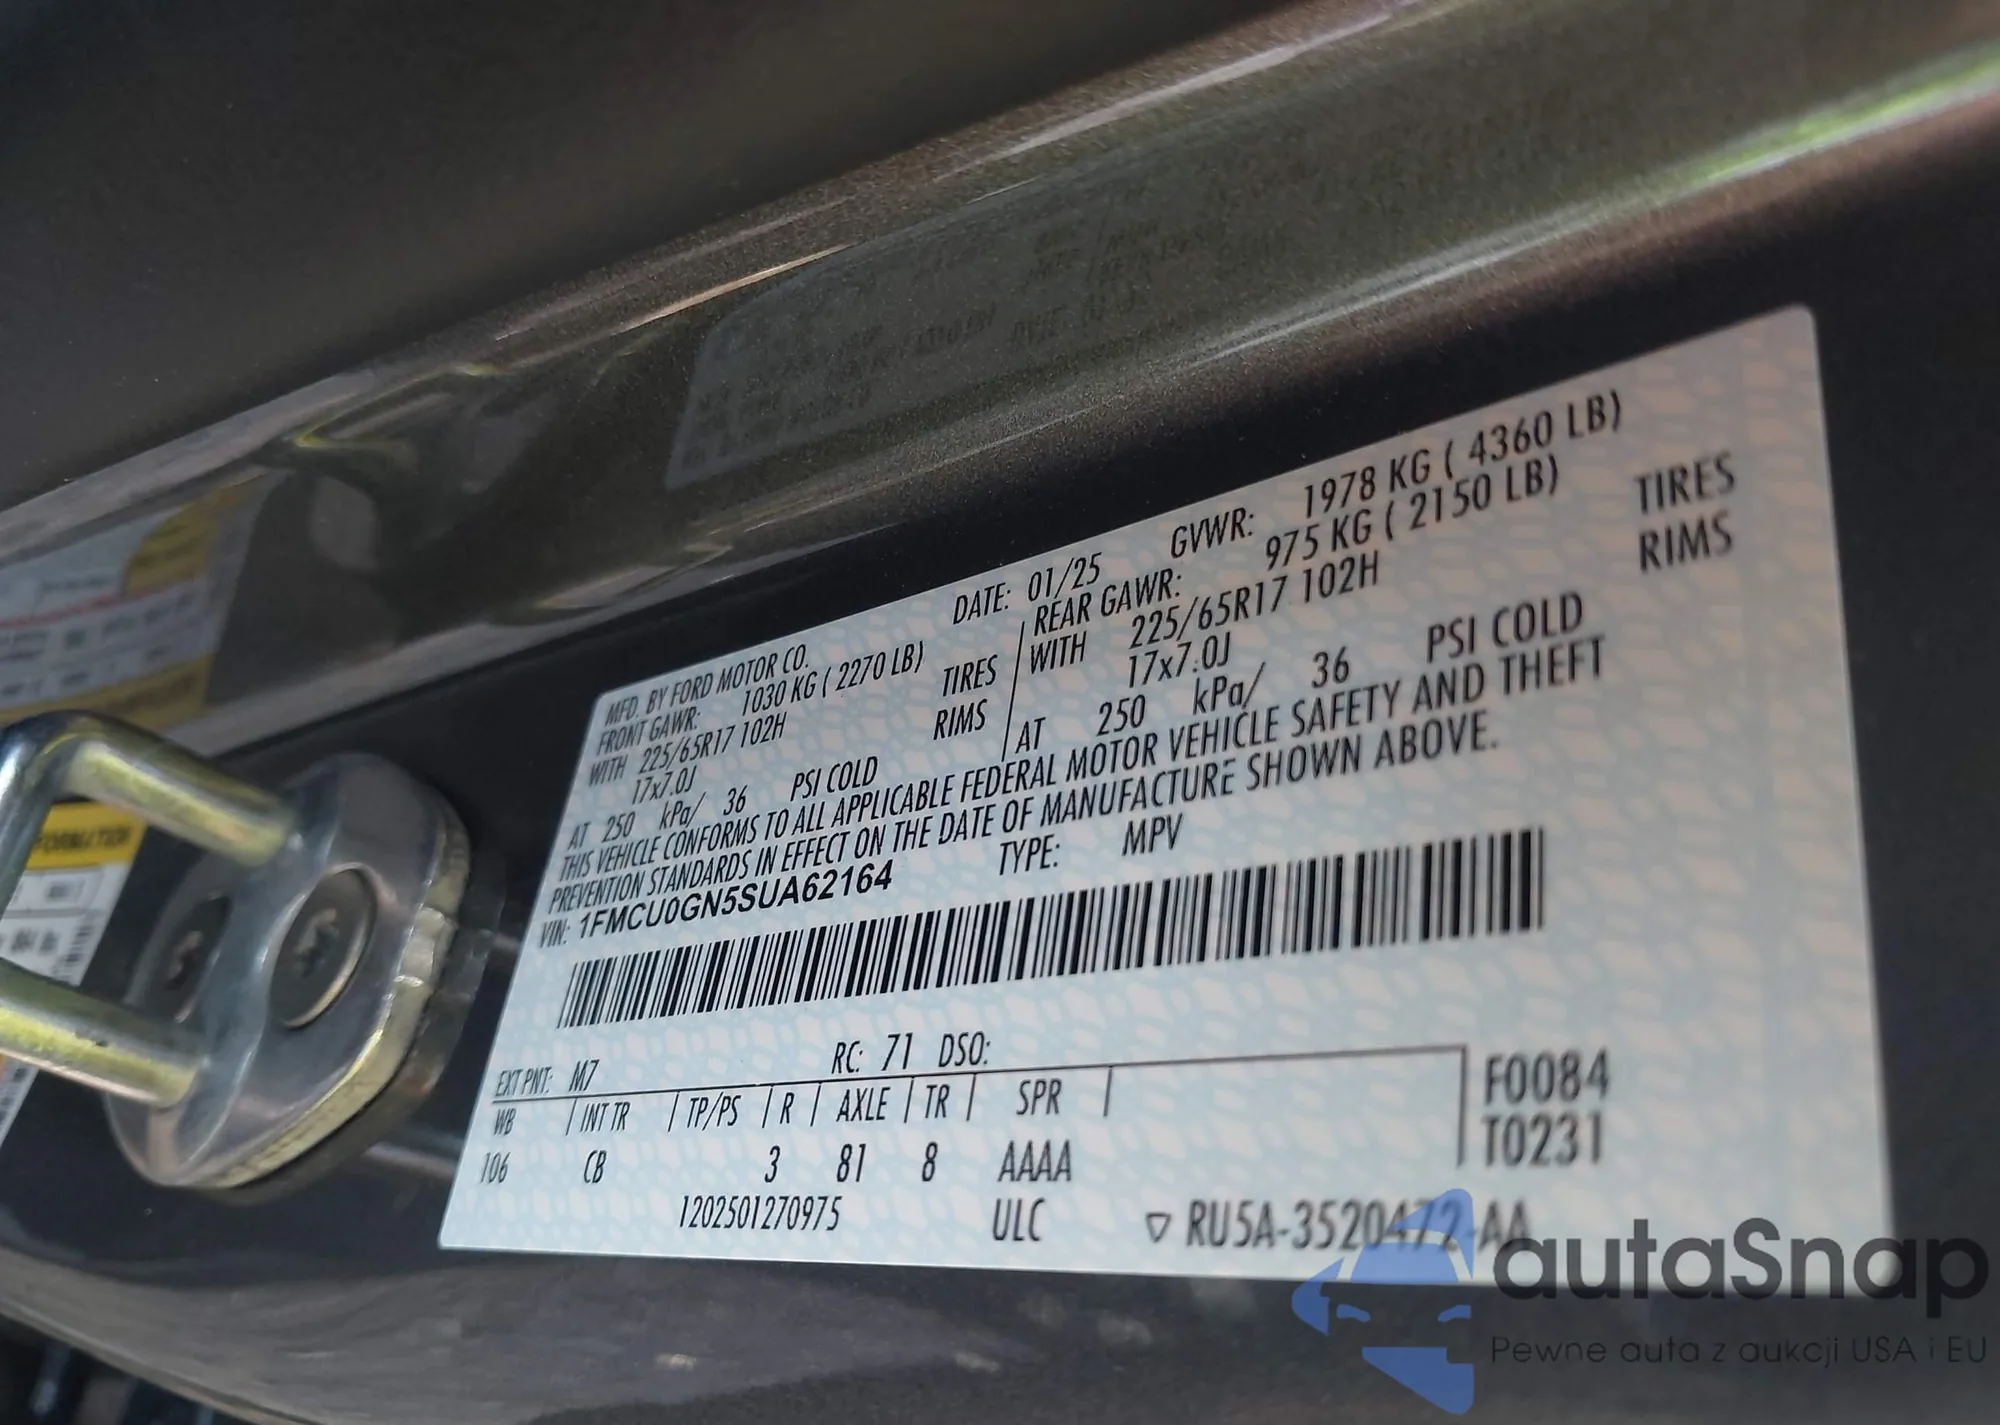 MFD. BY FORD MOTOR CO. DATE: 01/25 GVWR: 1978 KG ( 4360 LB)
FRONT GAWR: 1030 KG ( 2270 LB) REAR GAWR: 975 KG ( 2150 LB)
WITH 225/65R17 102H TIRES WITH 225/65R17 102H TIRES
17x7.0J RIMS 17x7.0J RIMS
AT 250 kPa/ 36 PSI COLD AT 250 kPa/ 36 PSI COLD
THIS VEHICLE CONFORMS TO ALL APPLICABLE FEDERAL MOTOR VEHICLE SAFETY AND THEFT
PREVENTION STANDARDS IN EFFECT ON THE DATE OF MANUFACTURE SHOWN ABOVE.
VIN: 1FMCU0GN5SUA62164 TYPE: MPV
EXT PNT: M7 RC: 71 DSO:
WB INT TR TP/PS R AXLE TR SPR F0084
T0231
106 CB 3 81 8 AAAA
1202501270975 ULC ▽ RU5A-3520472-AA
autaSnap
Pewne auta z aukcji USA i EU